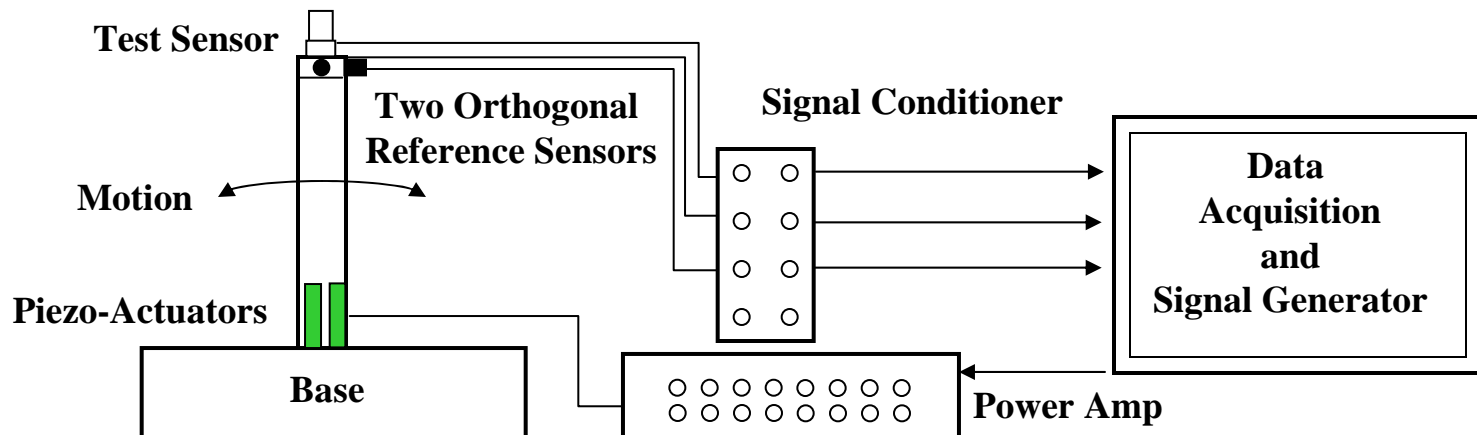 Test Sensor
Two Orthogonal
Reference Sensors
Signal Conditioner
Motion
Data
Acquisition
and
Signal Generator
Piezo-Actuators
Base
Power Amp